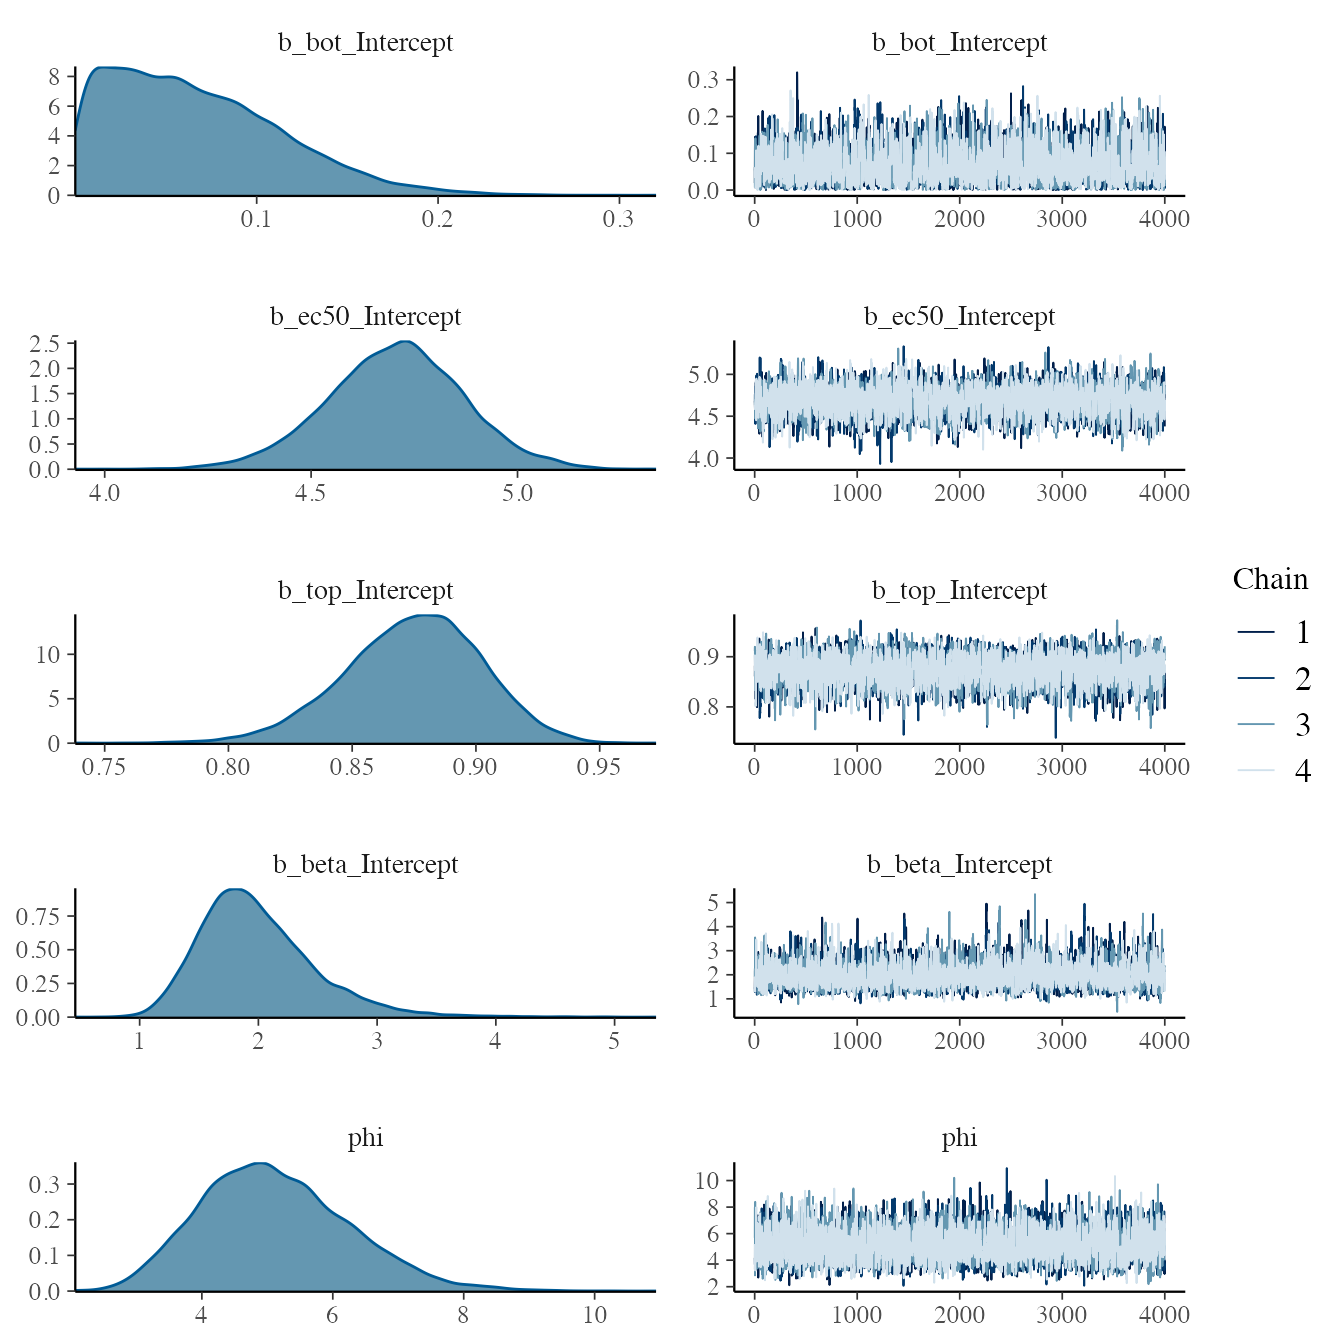 b_bot_Intercept b_bot_Intercept
8 6 4 2 0
0.1 0.2 0.3
0.3 0.2 0.1 0.0
0 1000 2000 3000 4000
b_ec50_Intercept b_ec50_Intercept
2.5 2.0 1.5 1.0 0.5 0.0
4.0 4.5 5.0
5.0 4.5 4.0
0 1000 2000 3000 4000
b_top_Intercept b_top_Intercept
10 5 0
0.75 0.80 0.85 0.90 0.95
0.9 0.8
0 1000 2000 3000 4000
b_beta_Intercept b_beta_Intercept
0.75 0.50 0.25 0.00
1 2 3 4 5
5 4 3 2 1
0 1000 2000 3000 4000
phi phi
0.3 0.2 0.1 0.0
4 6 8 10
10 8 6 4 2
0 1000 2000 3000 4000
Chain
1
2
3
4